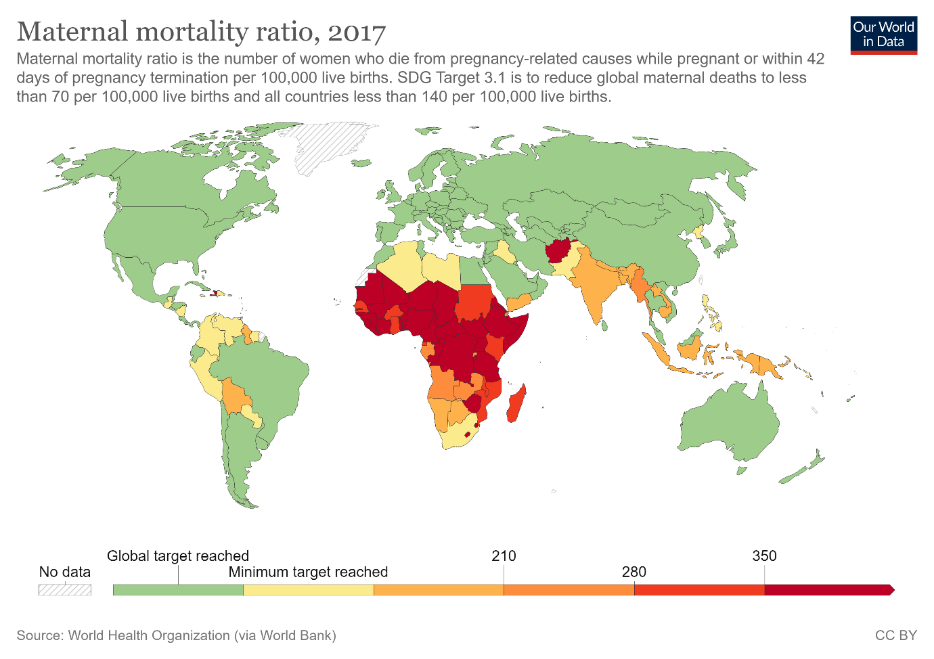 Maternal mortality ratio, 2017
Our World
in Data
Maternal mortality ratio is the number of women who die from pregnancy-related causes while pregnant or within 42
days of pregnancy termination per 100,000 live births. SDG Target 3.1 is to reduce global maternal deaths to less
than 70 per 100,000 live births and all countries less than 140 per 100,000 live births.
Global target reached
210
350
No data
Minimum target reached
280
Source: World Health Organization (via World Bank)
CC BY